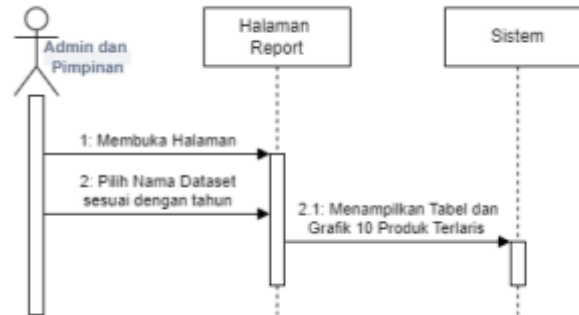 Admin dan
Pimpinan
Halaman
Report
Sistem
1: Membuka Halaman
2: Pilih Nama Dataset
sesuai dengan tahun
2.1: Menampilkan Tabel dan
Grafik 10 Produk Terlaris